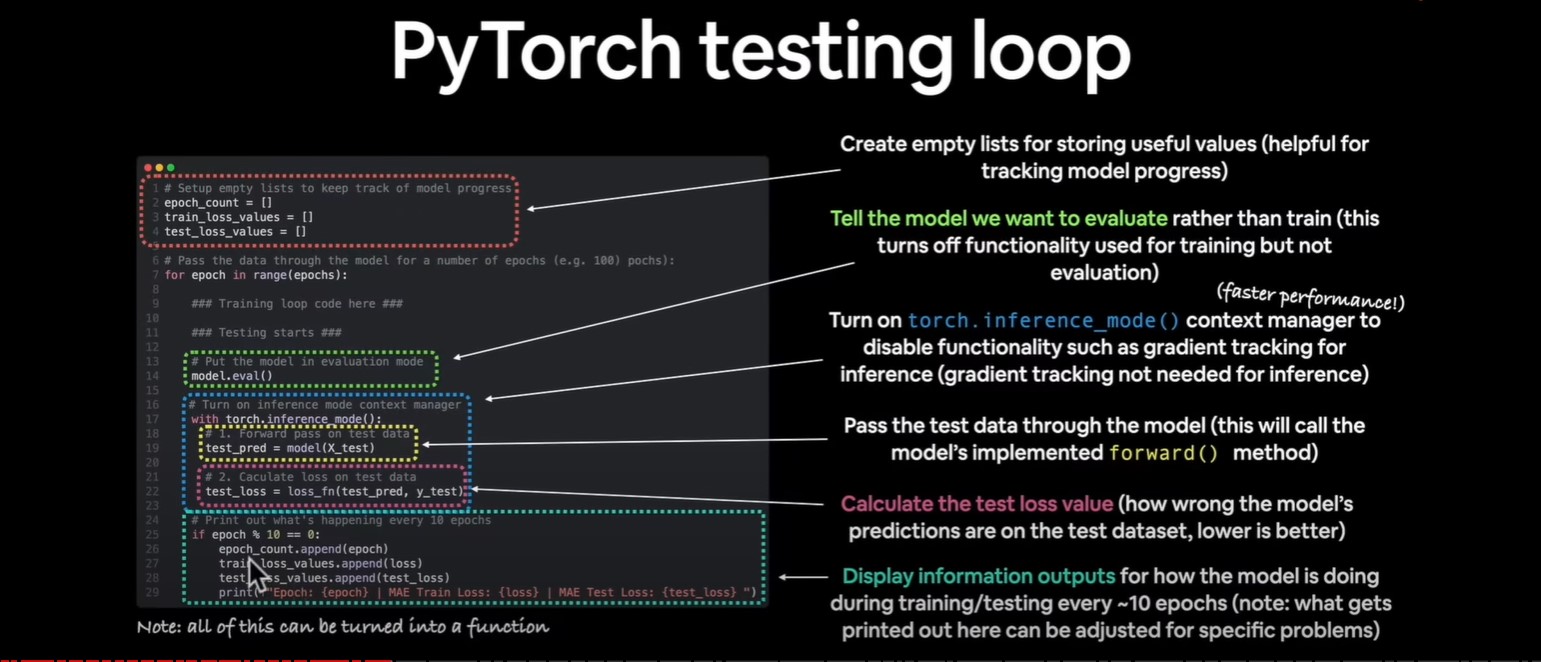 PyTorch testing loop
1 # Setup empty lists to keep track of model progress
2 epoch_count = []
3 train_loss_values = []
4 test_loss_values = []
5
6 # Pass the data through the model for a number of epochs (e.g. 100) pochs):
7 for epoch in range(epochs):
8
9 ### Training loop code here ###
10
11 ### Testing starts ###
12
13 # Put the model in evaluation mode
14 model.eval()
15
16 # Turn on inference mode context manager
17 with torch.inference_mode():
18 # 1. Forward pass on test data
19 test_pred = model(X_test)
20
21 # 2. Caculate loss on test data
22 test_loss = loss_fn(test_pred, y_test)
23
24 # Print out what's happening every 10 epochs
25 if epoch % 10 == 0:
26 epoch_count.append(epoch)
27 train_loss_values.append(loss)
28 test_loss_values.append(test_loss)
29 print(f"Epoch: {epoch} | MAE Train Loss: {loss} | MAE Test Loss: {test_loss} ")
Note: all of this can be turned into a function
Create empty lists for storing useful values (helpful for
tracking model progress)
Tell the model we want to evaluate rather than train (this
turns off functionality used for training but not
evaluation)
(faster performance!)
Turn on torch.inference_mode() context manager to
disable functionality such as gradient tracking for
inference (gradient tracking not needed for inference)
Pass the test data through the model (this will call the
model's implemented forward() method)
Calculate the test loss value (how wrong the model's
predictions are on the test dataset, lower is better)
Display information outputs for how the model is doing
during training/testing every ~10 epochs (note: what gets
printed out here can be adjusted for specific problems)